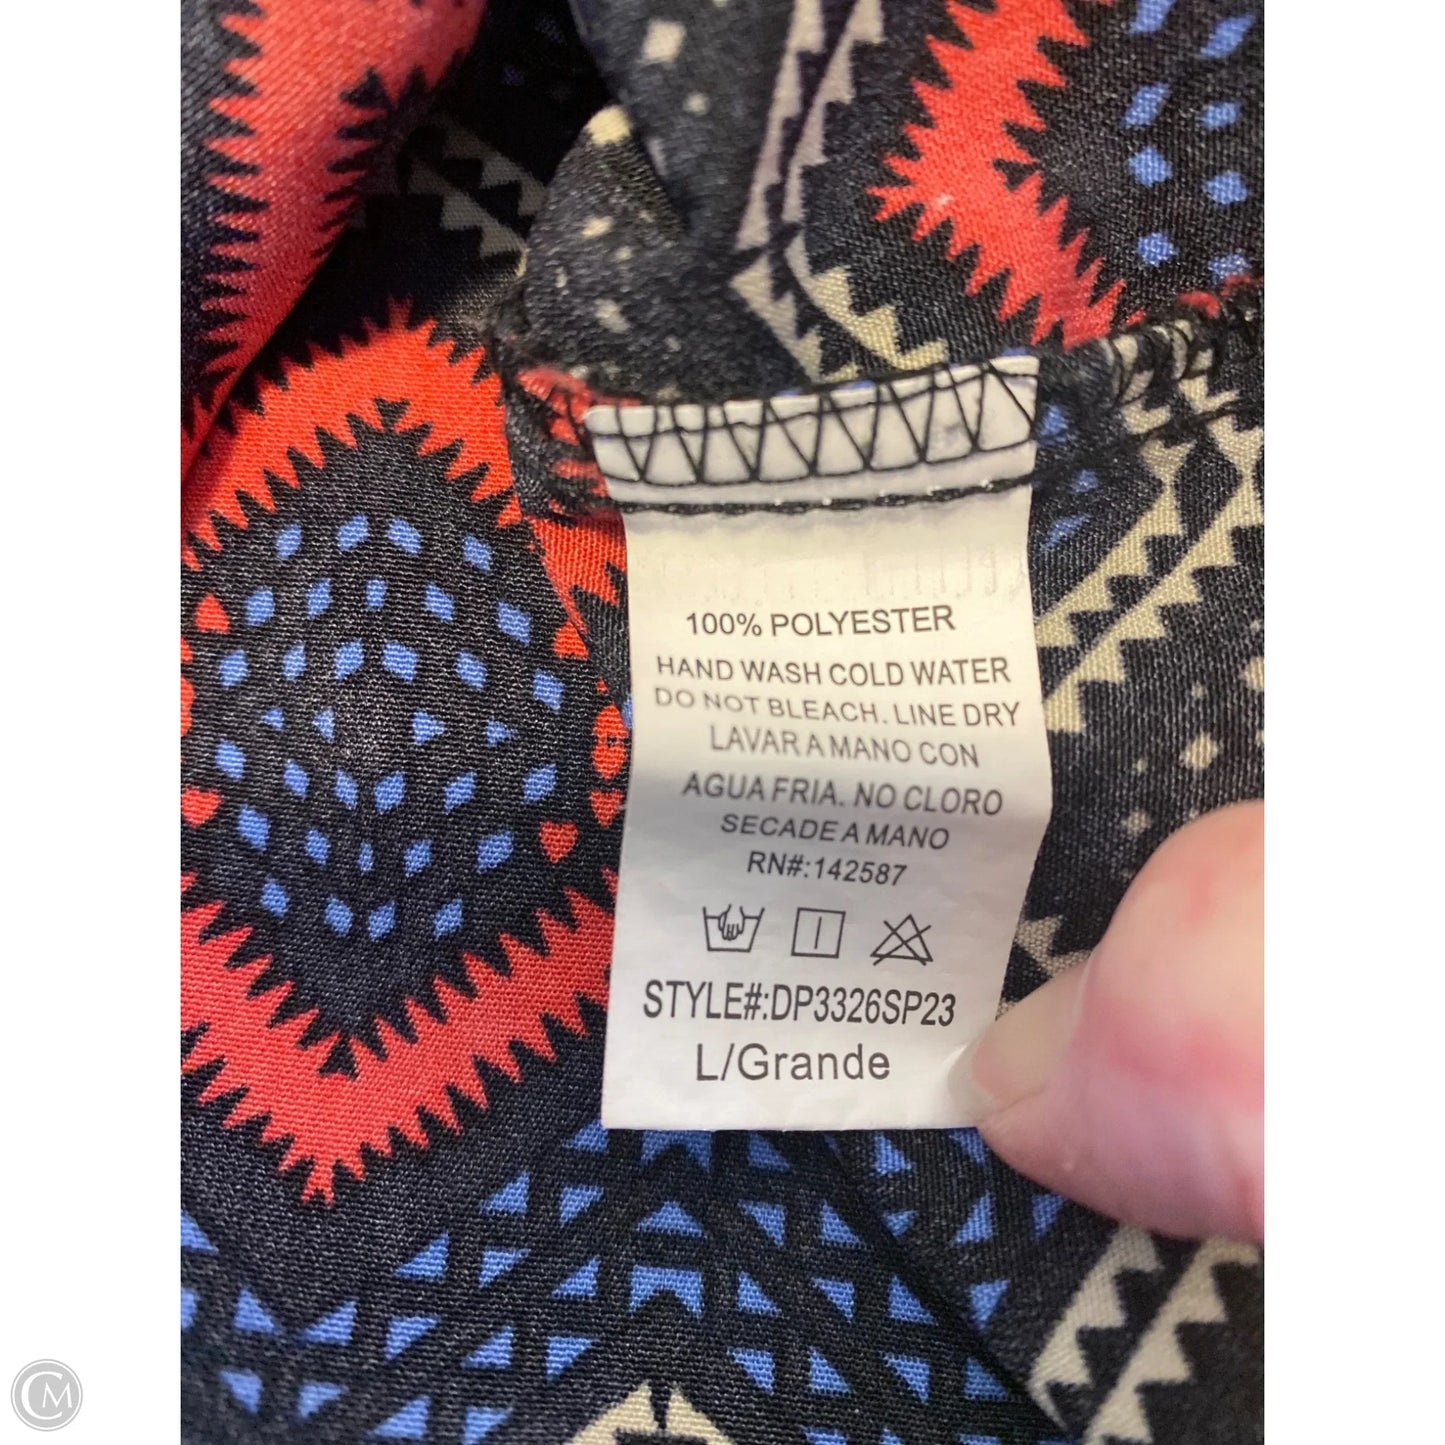 100% POLYESTER
HAND WASH COLD WATER
DO NOT BLEACH. LINE DRY
LAVAR A MANO CON
AGUA FRIA. NO CLORO
SECADE A MANO
RN#:142587
STYLE#:DP3326SP23
L/Grande
CM